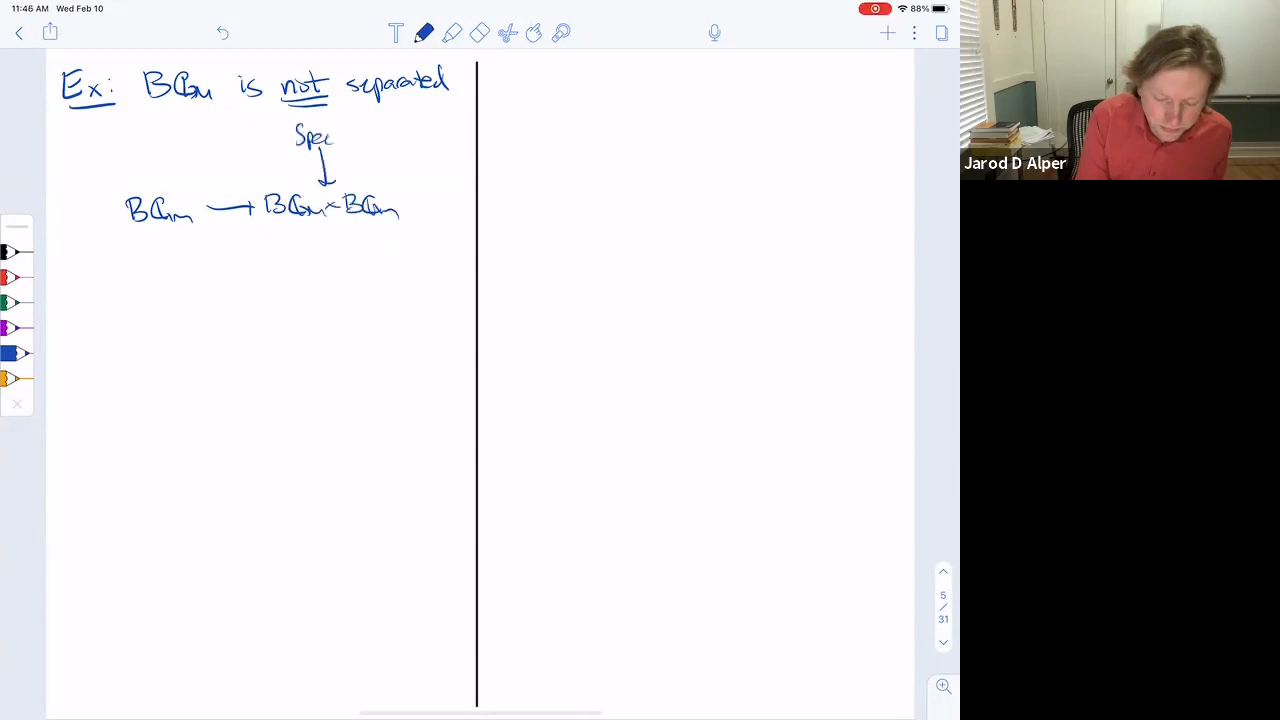 11:46 AM Wed Feb 10
88%
T
Ex: BGm is not separated
Spec
BGm → BGm × BGm
5
/
31
Jarod D Alper